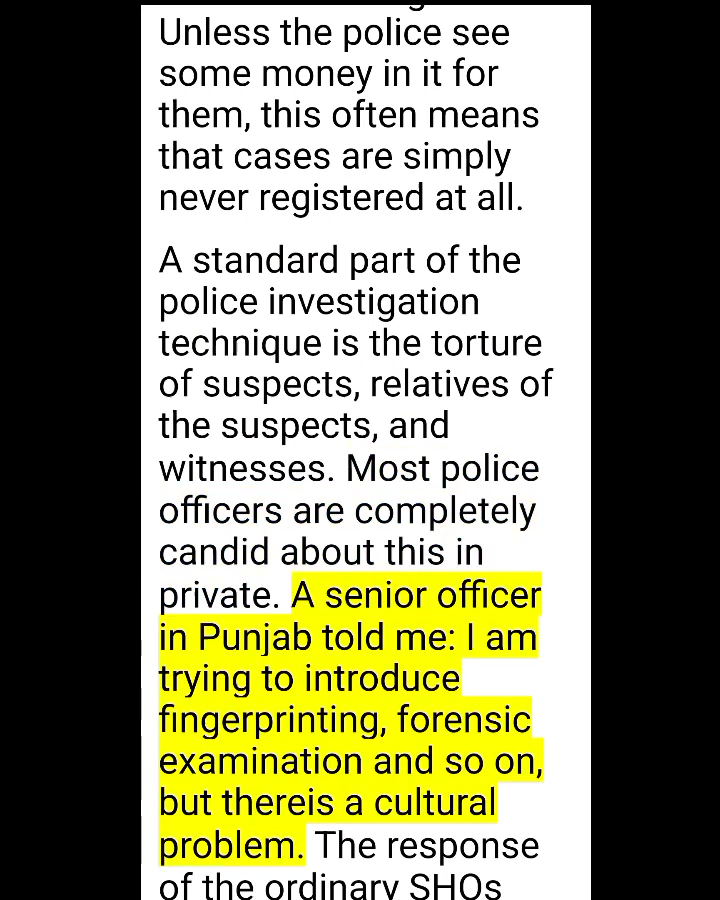 Unless the police see
some money in it for
them, this often means
that cases are simply
never registered at all.
A standard part of the
police investigation
technique is the torture
of suspects, relatives of
the suspects, and
witnesses. Most police
officers are completely
candid about this in
private. A senior officer
in Punjab told me: I am
trying to introduce
fingerprinting, forensic
examination and so on,
but thereis a cultural
problem. The response
of the ordinary SHOs